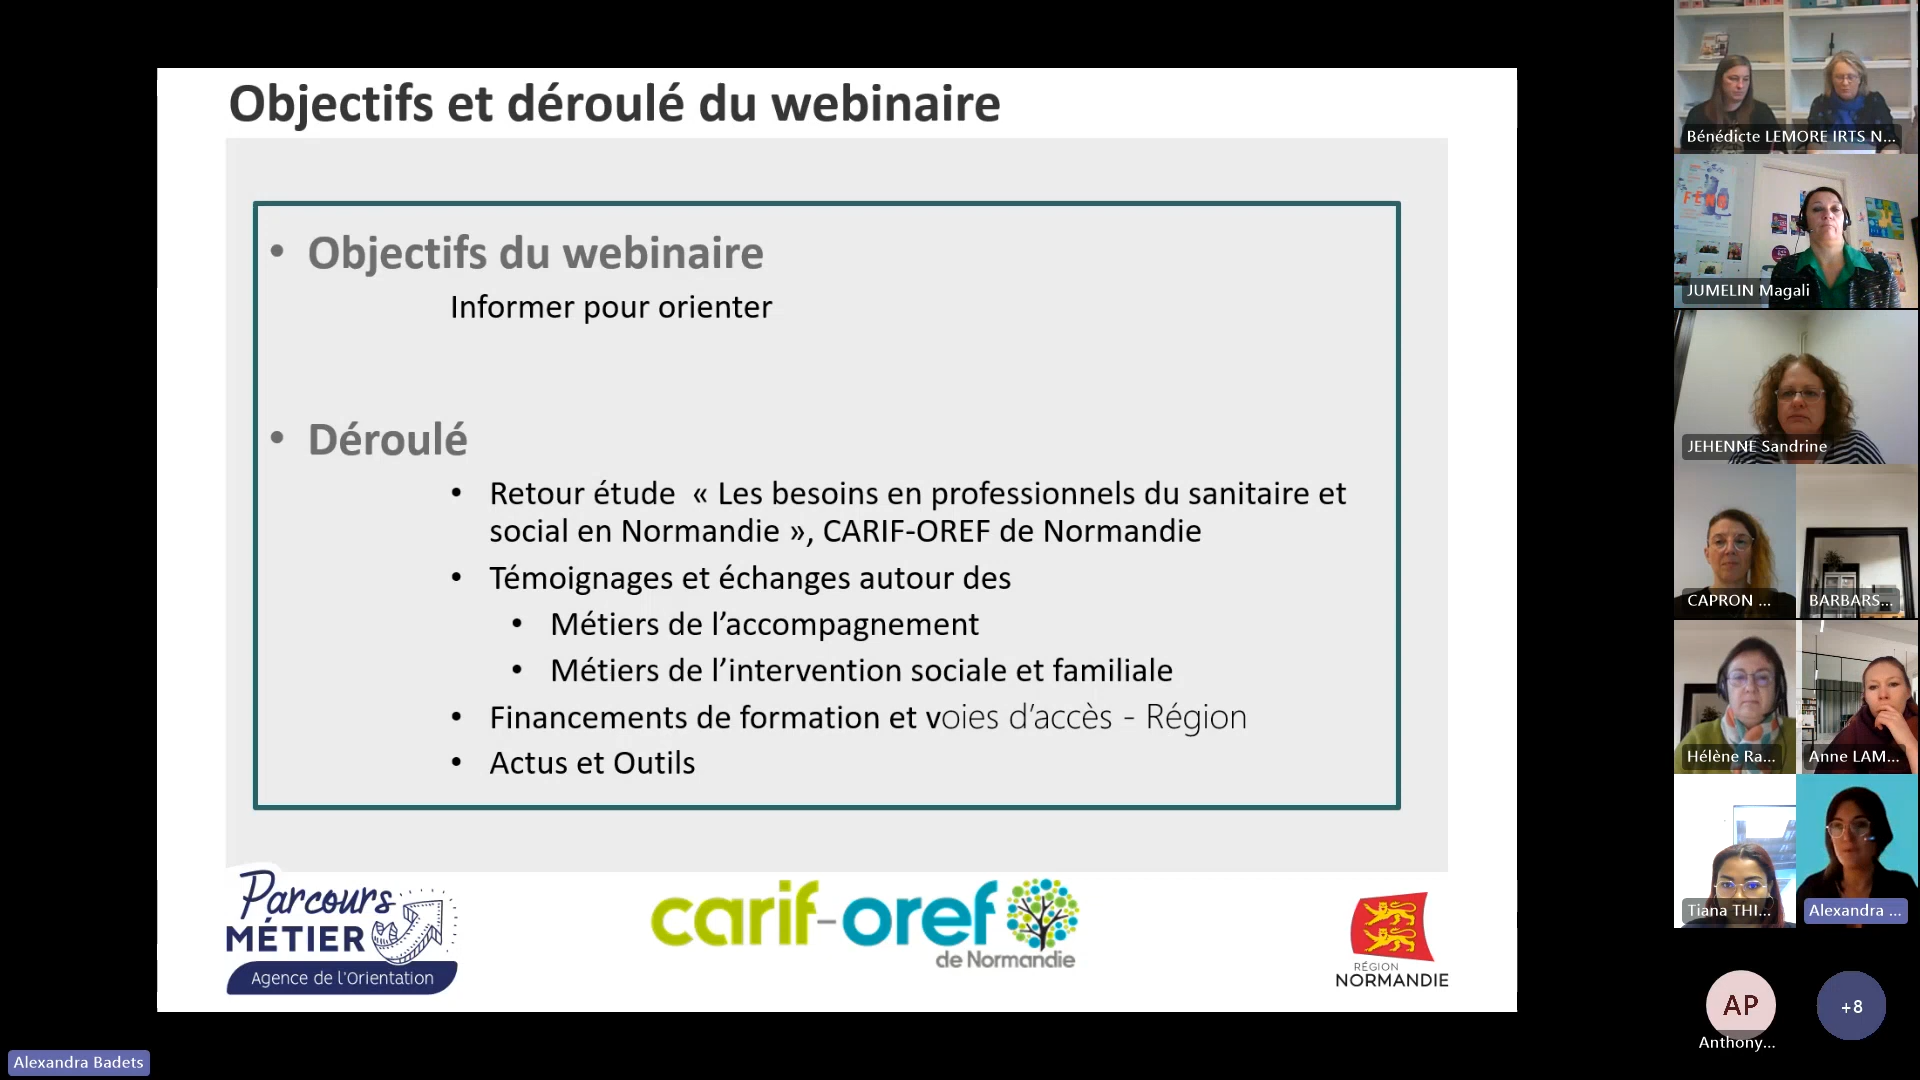 Objectifs et déroulé du webinaire
• Objectifs du webinaire
Informer pour orienter
• Déroulé
• Retour étude « Les besoins en professionnels du sanitaire et
social en Normandie », CARIF-OREF de Normandie
• Témoignages et échanges autour des
• Métiers de l’accompagnement
• Métiers de l’intervention sociale et familiale
• Financements de formation et voies d’accès - Région
• Actus et Outils
Parcours
MÉTIER
Agence de l'Orientation
carif-oref
de Normandie
RÉGION
NORMANDIE
Alexandra Badets
Bénédicte LEMORE IRTS N...
FÉNO
JUMELIN Magali
JEHENNE Sandrine
CAPRON ...
BARBARS...
Hélène Ra...
Anne LAM...
Tiana THI...
Alexandra ...
AP
+8
Anthony...